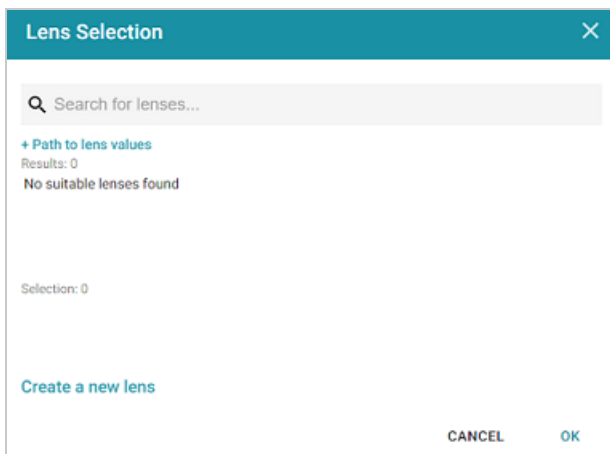 Lens Selection
Search for lenses...
+ Path to lens values
Results: 0
No suitable lenses found
Selection: 0
Create a new lens
CANCEL OK